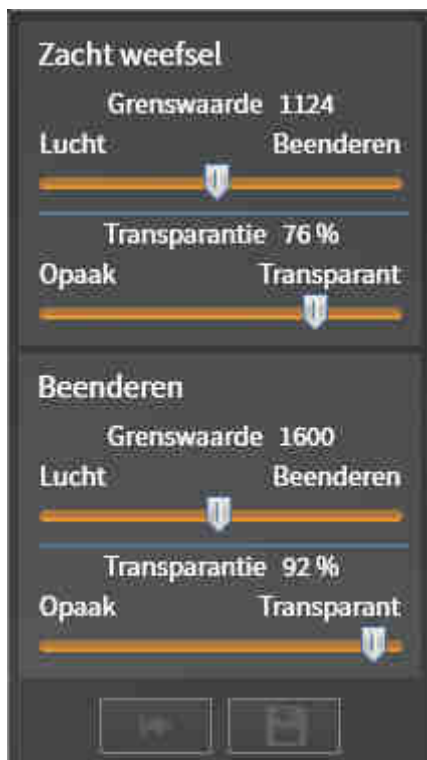 Zacht weefsel
Grenswaarde 1124
Lucht Beenderen
Transparantie 76 %
Opaak Transparant
Beenderen
Grenswaarde 1600
Lucht Beenderen
Transparantie 92 %
Opaak Transparant